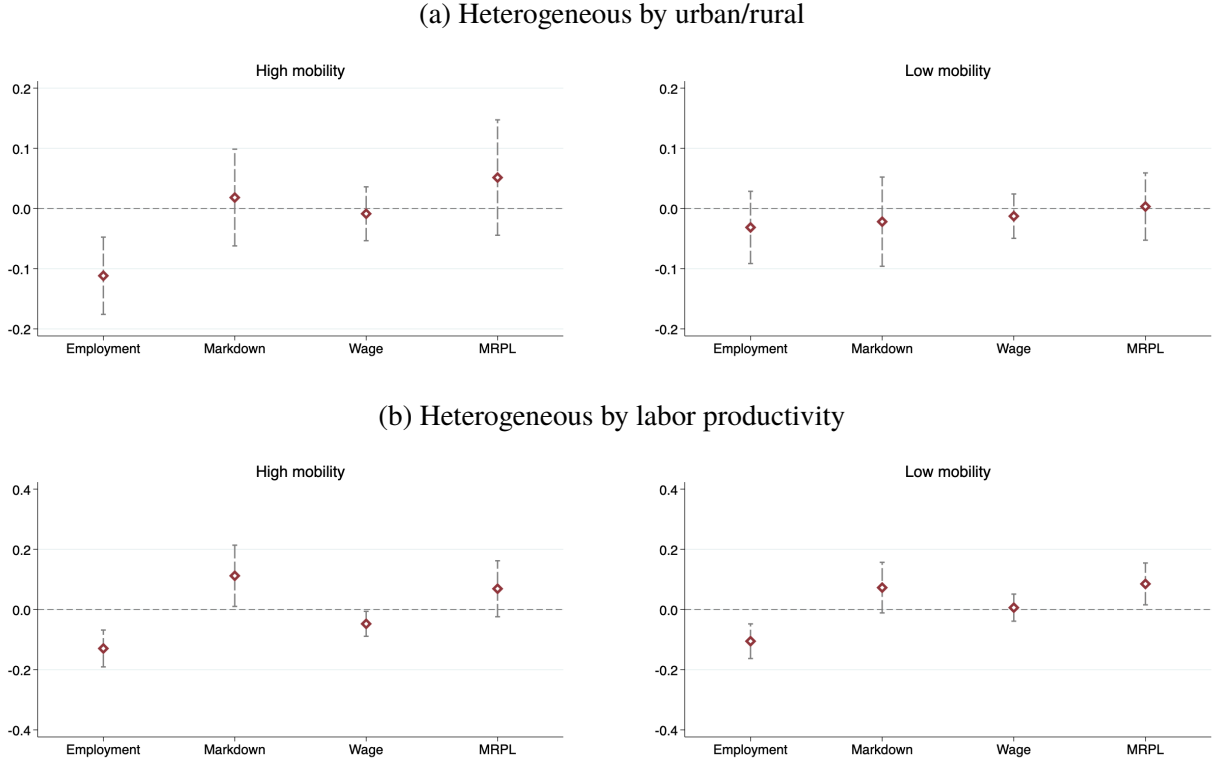 (a) Heterogeneous by urban/rural
High mobility
Low mobility
0.2
0.1
0.0
-0.1
-0.2
Employment Markdown Wage MRPL
0.2
0.1
0.0
-0.1
-0.2
Employment Markdown Wage MRPL
(b) Heterogeneous by labor productivity
High mobility
Low mobility
0.4
0.2
0.0
-0.2
-0.4
Employment Markdown Wage MRPL
0.4
0.2
0.0
-0.2
-0.4
Employment Markdown Wage MRPL